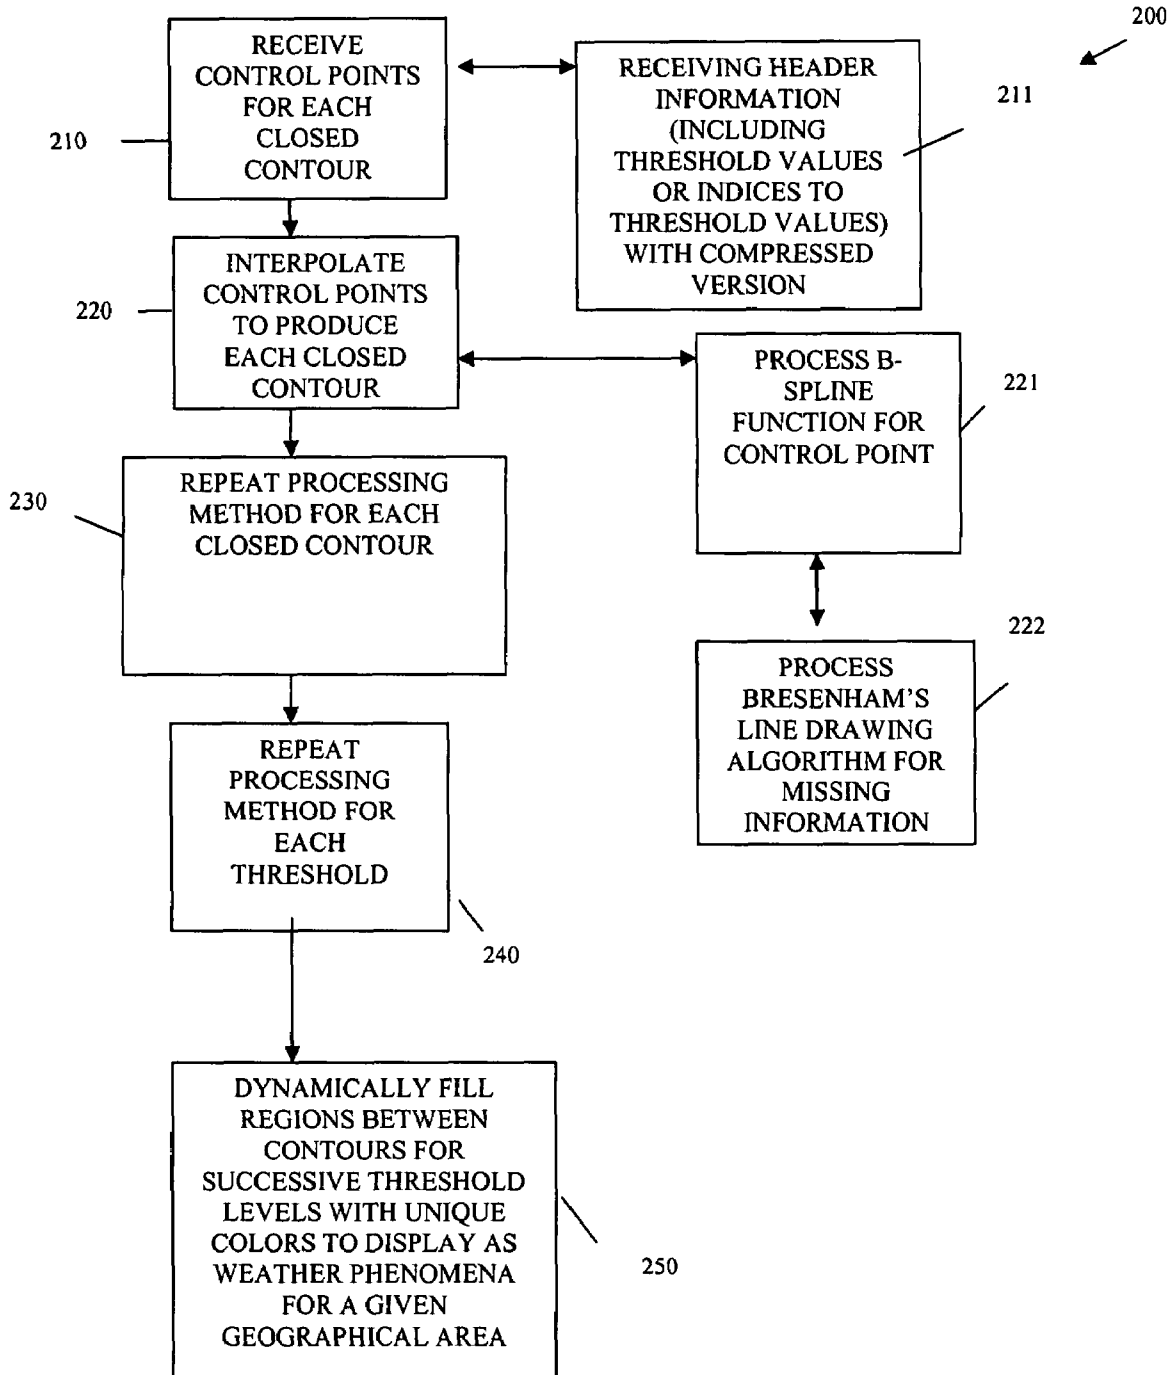 200
RECEIVE
CONTROL POINTS
FOR EACH
CLOSED
CONTOUR
210
RECEIVING HEADER
INFORMATION
(INCLUDING
THRESHOLD VALUES
OR INDICES TO
THRESHOLD VALUES)
WITH COMPRESSED
VERSION
211
INTERPOLATE
CONTROL POINTS
TO PRODUCE
EACH CLOSED
CONTOUR
220
PROCESS B-
SPLINE
FUNCTION FOR
CONTROL POINT
221
REPEAT PROCESSING
METHOD FOR EACH
CLOSED CONTOUR
230
PROCESS
BRESENHAM'S
LINE DRAWING
ALGORITHM FOR
MISSING
INFORMATION
222
REPEAT
PROCESSING
METHOD FOR
EACH
THRESHOLD
240
DYNAMICALLY FILL
REGIONS BETWEEN
CONTOURS FOR
SUCCESSIVE THRESHOLD
LEVELS WITH UNIQUE
COLORS TO DISPLAY AS
WEATHER PHENOMENA
FOR A GIVEN
GEOGRAPHICAL AREA
250